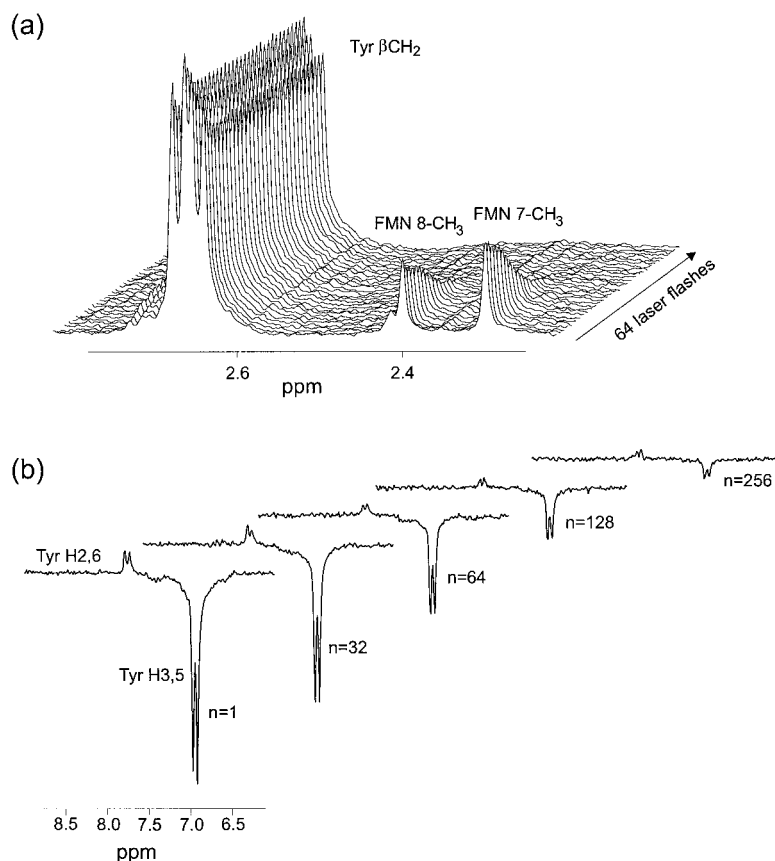 (a)
Tyr βCH₂
FMN 8-CH₃
FMN 7-CH₃
64 laser flashes
2.6
2.4
ppm
(b)
n=256
n=128
Tyr H2,6
n=64
n=32
Tyr H3,5
n=1
8.5 8.0 7.5 7.0 6.5
ppm